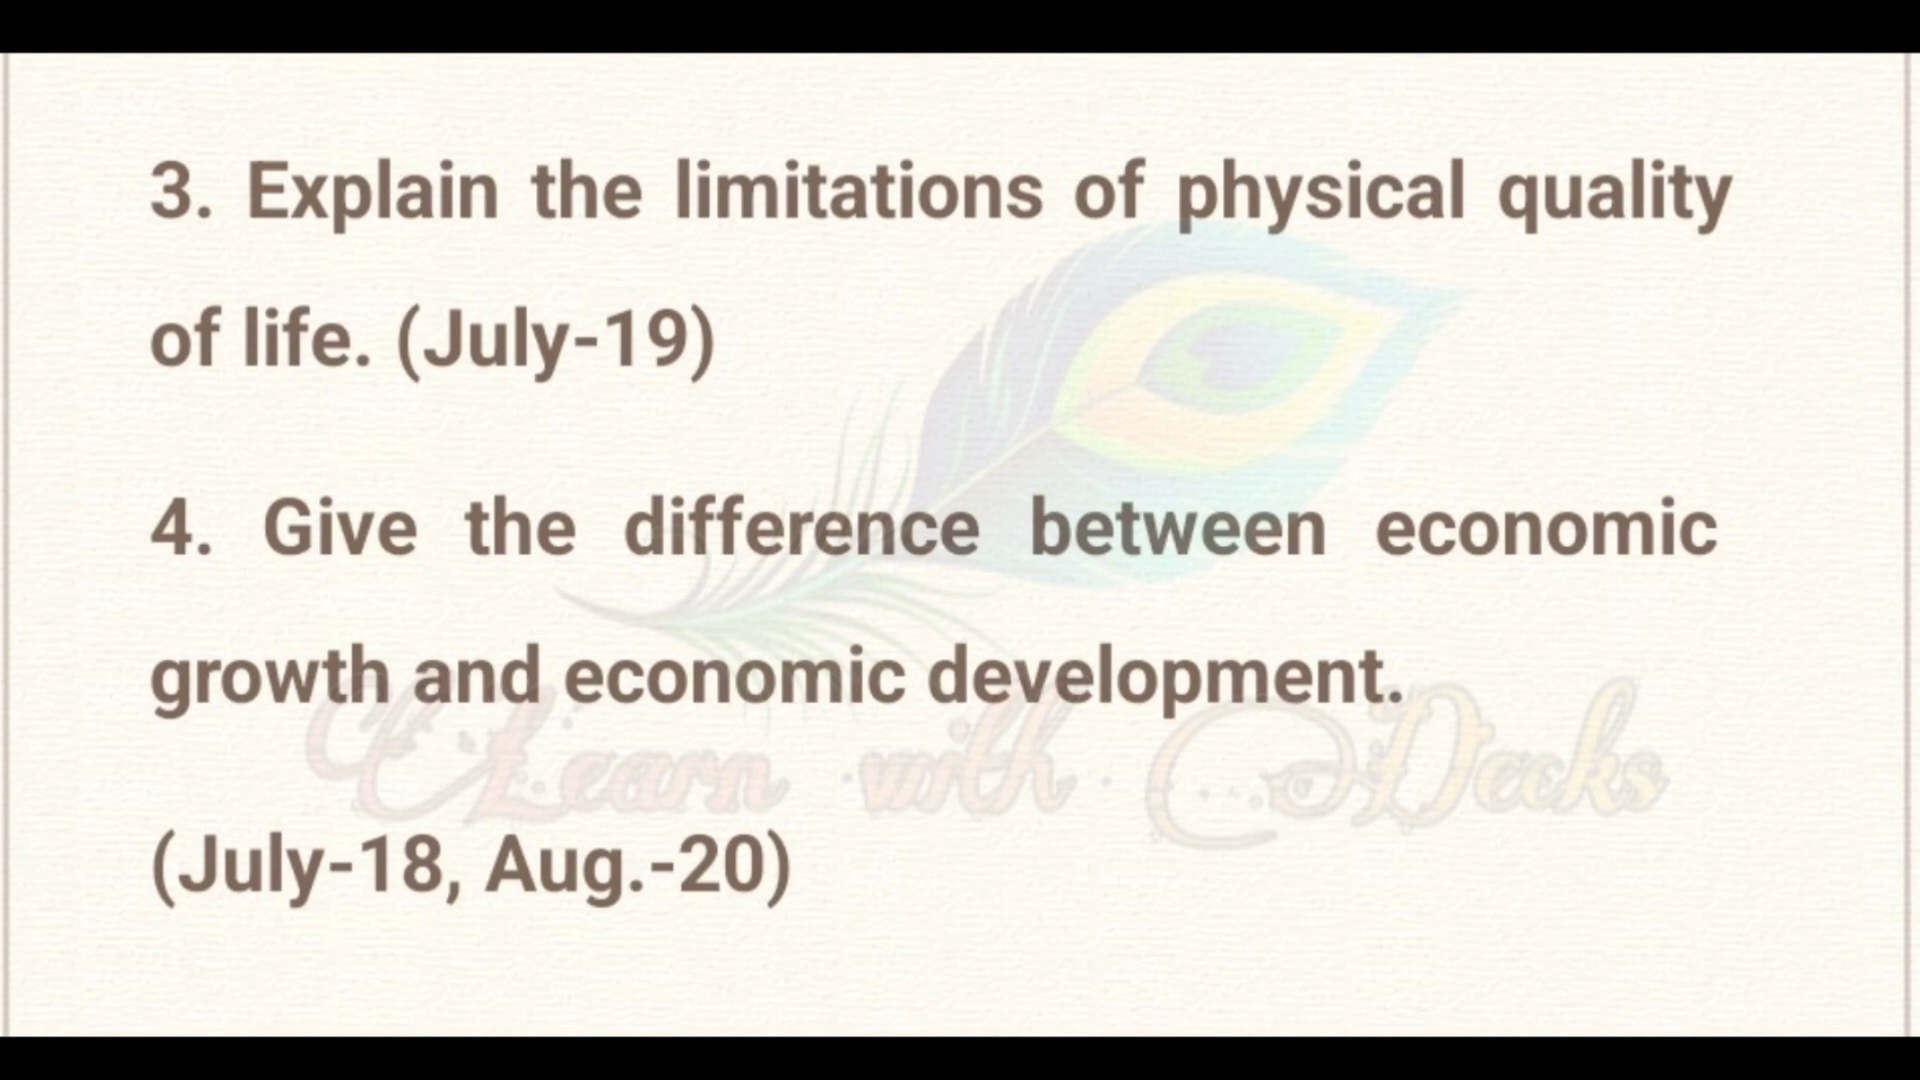 3. Explain the limitations of physical quality
of life. (July-19)
4. Give the difference between economic
growth and economic development.
Learn with Decks
(July-18, Aug.-20)